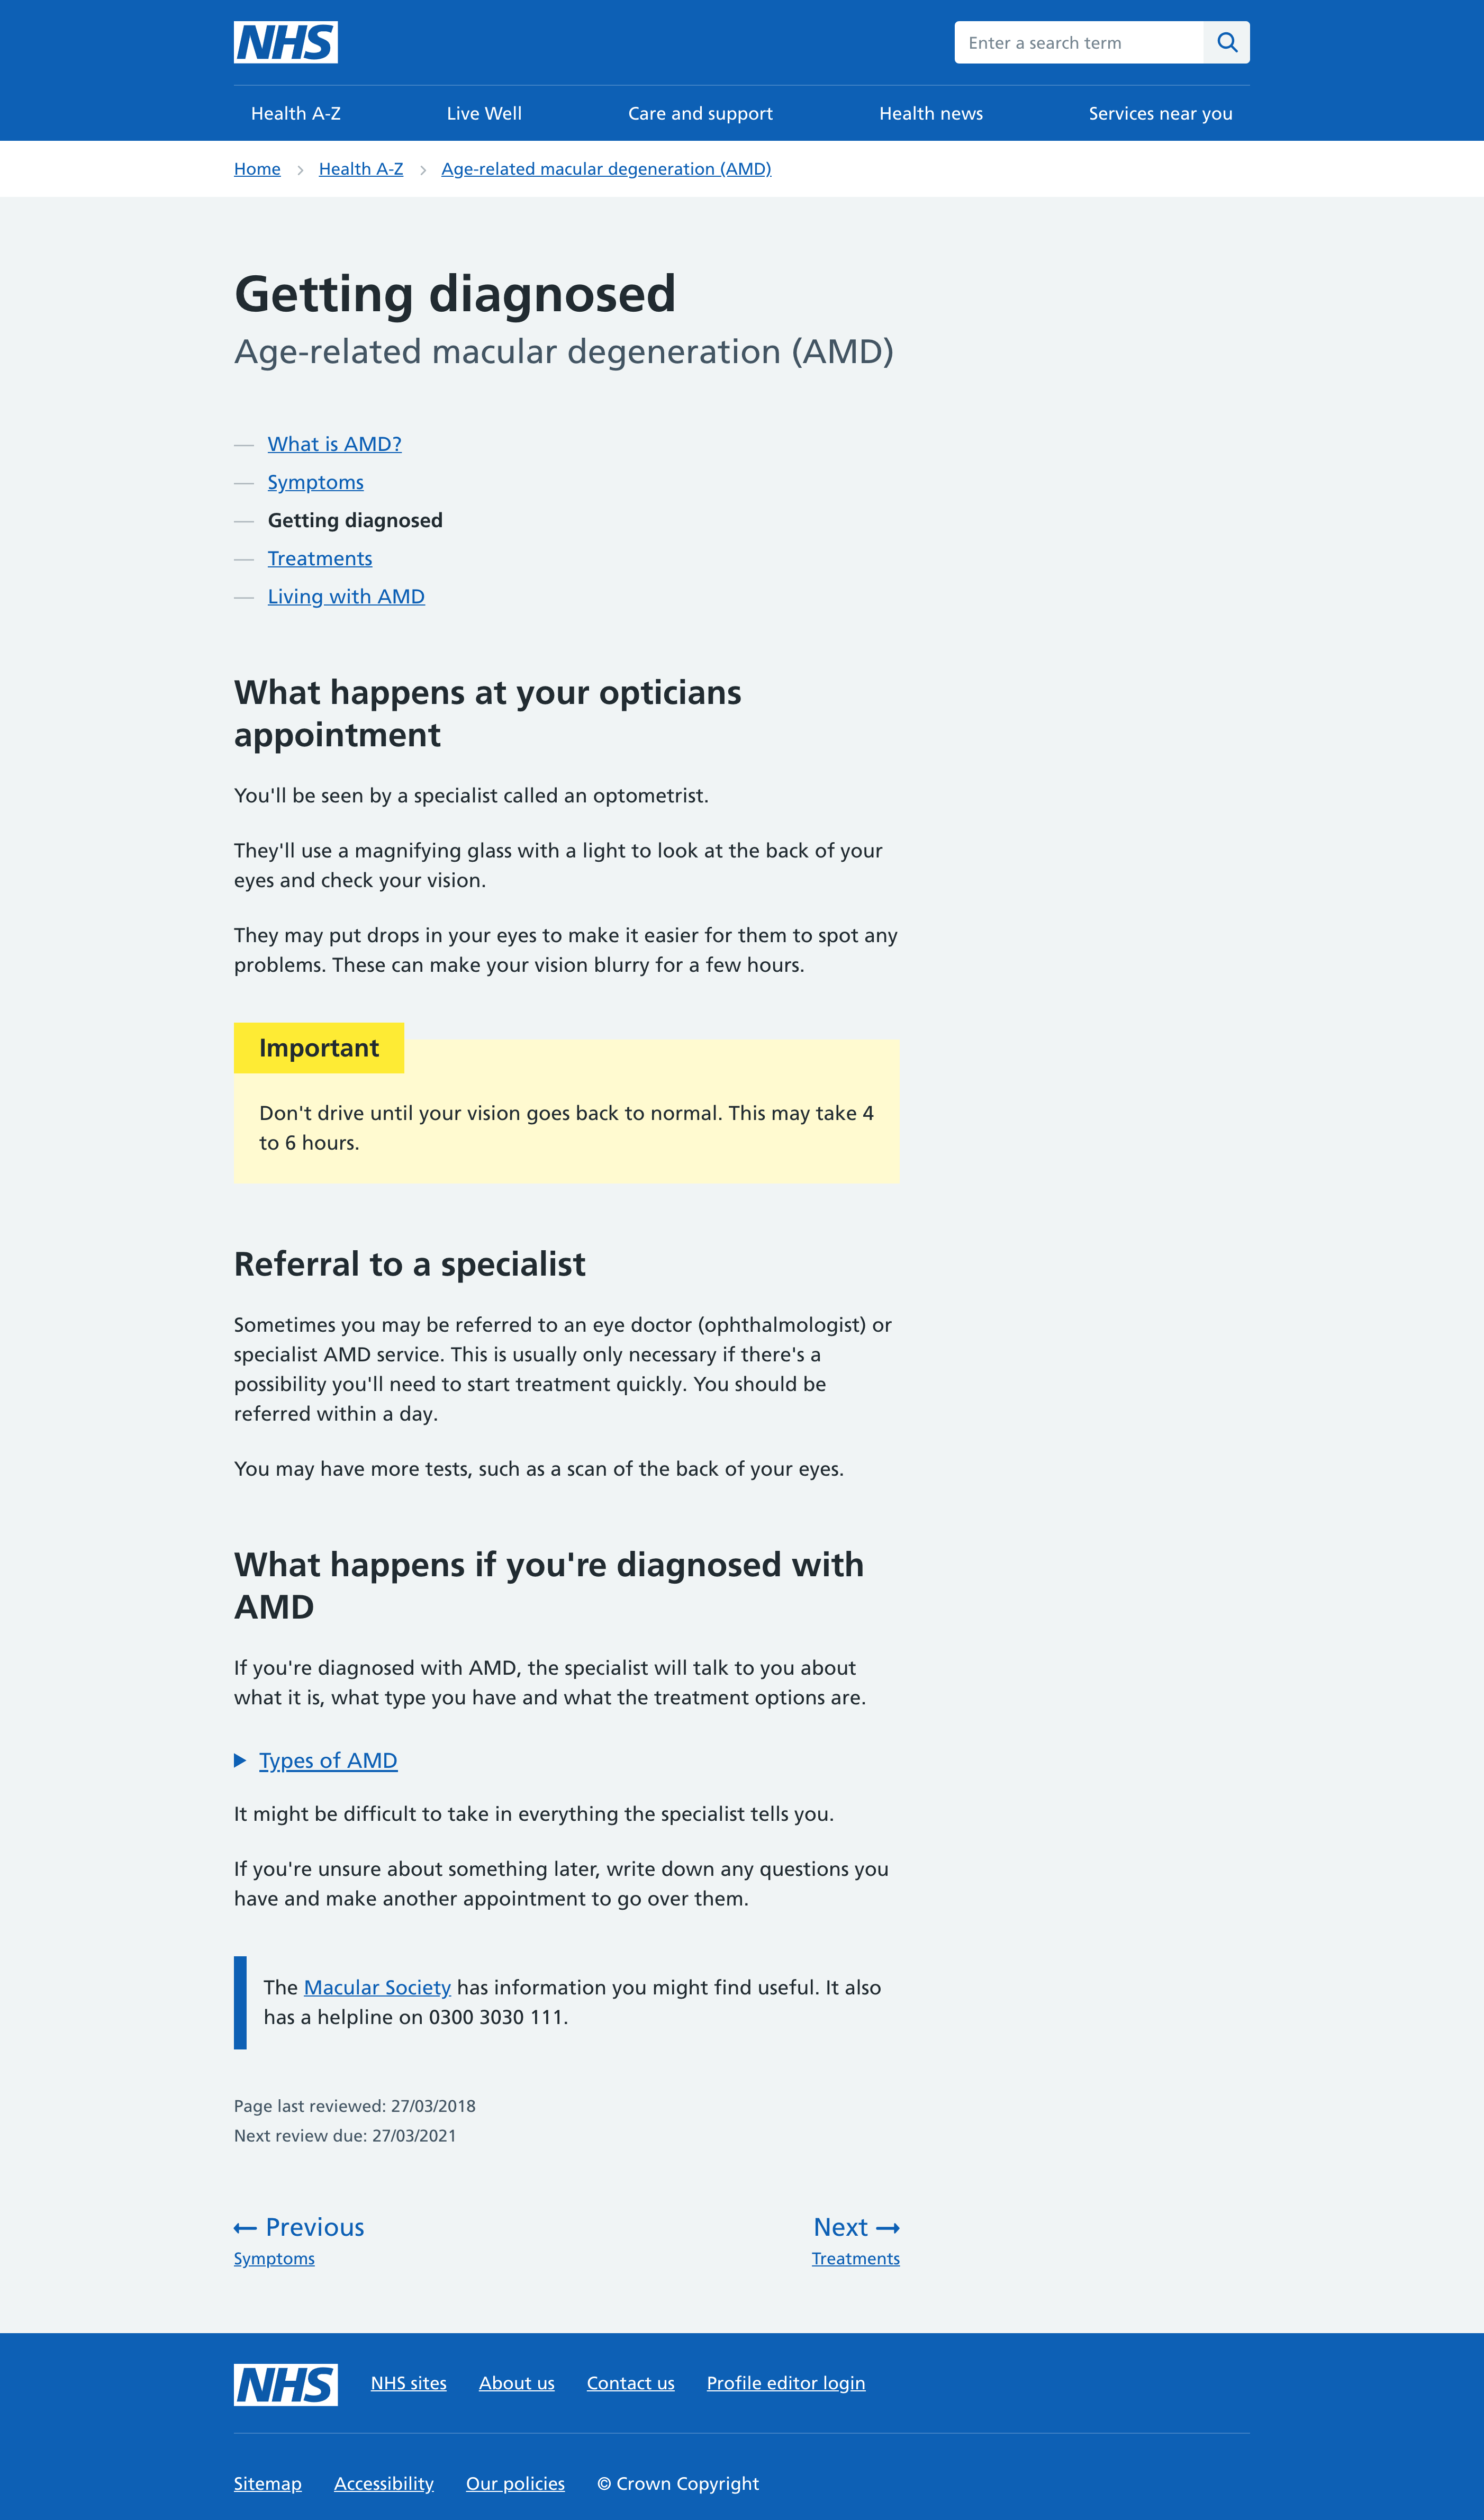 NHS
Enter a search term
Health A-Z
Live Well
Care and support
Health news
Services near you
Home
Health A-Z
Age-related macular degeneration (AMD)
Getting diagnosed
Age-related macular degeneration (AMD)
— What is AMD?
— Symptoms
— Getting diagnosed
— Treatments
— Living with AMD
What happens at your opticians
appointment
You'll be seen by a specialist called an optometrist.
They'll use a magnifying glass with a light to look at the back of your
eyes and check your vision.
They may put drops in your eyes to make it easier for them to spot any
problems. These can make your vision blurry for a few hours.
Important
Don't drive until your vision goes back to normal. This may take 4
to 6 hours.
Referral to a specialist
Sometimes you may be referred to an eye doctor (ophthalmologist) or
specialist AMD service. This is usually only necessary if there's a
possibility you'll need to start treatment quickly. You should be
referred within a day.
You may have more tests, such as a scan of the back of your eyes.
What happens if you're diagnosed with
AMD
If you're diagnosed with AMD, the specialist will talk to you about
what it is, what type you have and what the treatment options are.
Types of AMD
It might be difficult to take in everything the specialist tells you.
If you're unsure about something later, write down any questions you
have and make another appointment to go over them.
The Macular Society has information you might find useful. It also
has a helpline on 0300 3030 111.
Page last reviewed: 27/03/2018
Next review due: 27/03/2021
Previous
Symptoms
Next
Treatments
NHS
NHS sites
About us
Contact us
Profile editor login
Sitemap
Accessibility
Our policies
© Crown Copyright